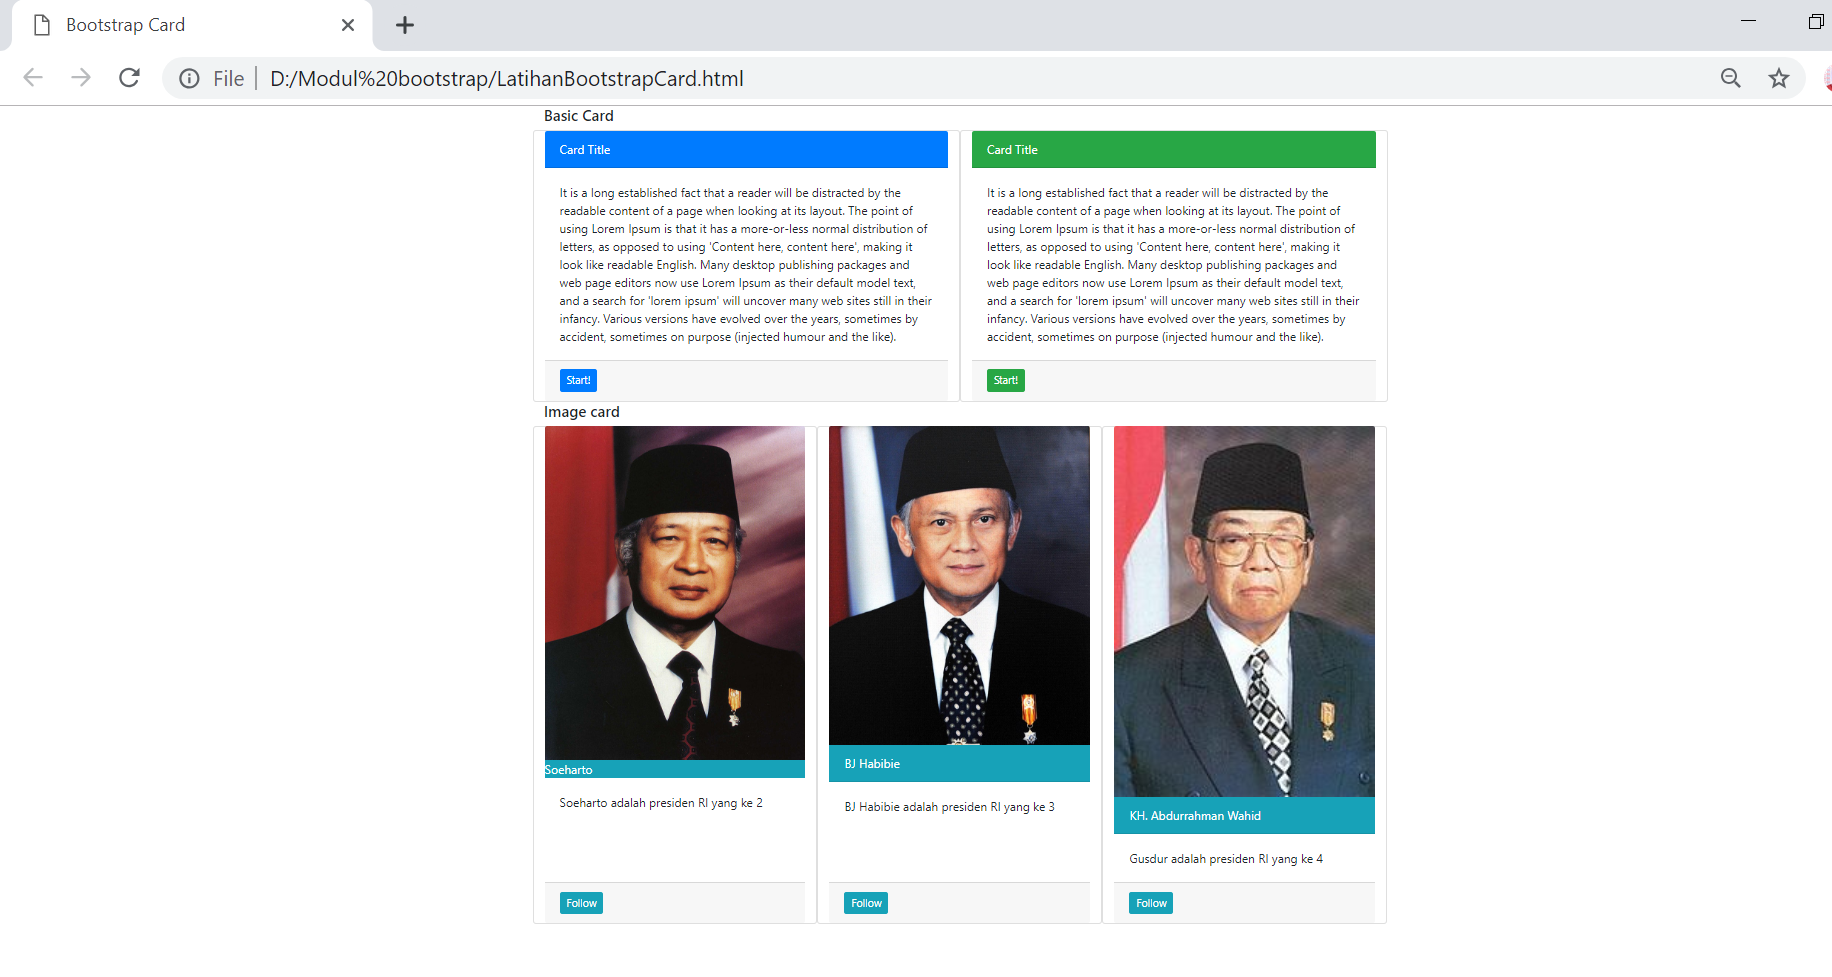 Bootstrap Card
File
D:/Modul%20bootstrap/LatihanBootstrapCard.html
Basic Card
Card Title
It is a long established fact that a reader will be distracted by the
readable content of a page when looking at its layout. The point of
using Lorem Ipsum is that it has a more-or-less normal distribution of
letters, as opposed to using 'Content here, content here', making it
look like readable English. Many desktop publishing packages and
web page editors now use Lorem Ipsum as their default model text,
and a search for 'lorem ipsum' will uncover many web sites still in their
infancy. Various versions have evolved over the years, sometimes by
accident, sometimes on purpose (injected humour and the like).
Start!
Card Title
It is a long established fact that a reader will be distracted by the
readable content of a page when looking at its layout. The point of
using Lorem Ipsum is that it has a more-or-less normal distribution of
letters, as opposed to using 'Content here, content here', making it
look like readable English. Many desktop publishing packages and
web page editors now use Lorem Ipsum as their default model text,
and a search for 'lorem ipsum' will uncover many web sites still in their
infancy. Various versions have evolved over the years, sometimes by
accident, sometimes on purpose (injected humour and the like).
Start!
Image card
Soeharto
Soeharto adalah presiden RI yang ke 2
Follow
BJ Habibie
BJ Habibie adalah presiden RI yang ke 3
Follow
KH. Abdurrahman Wahid
Gusdur adalah presiden RI yang ke 4
Follow